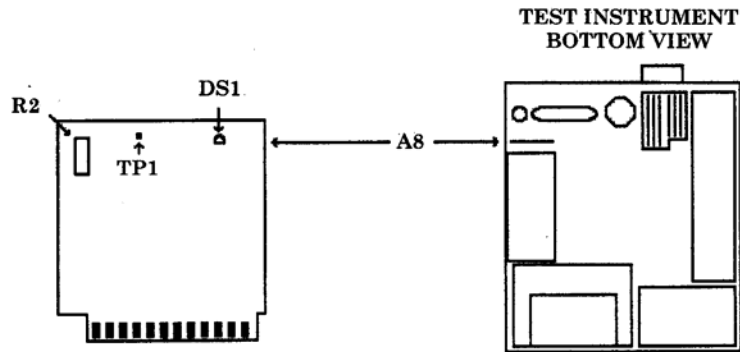 TEST INSTRUMENT
BOTTOM VIEW
DS1
R2
A8
TP1